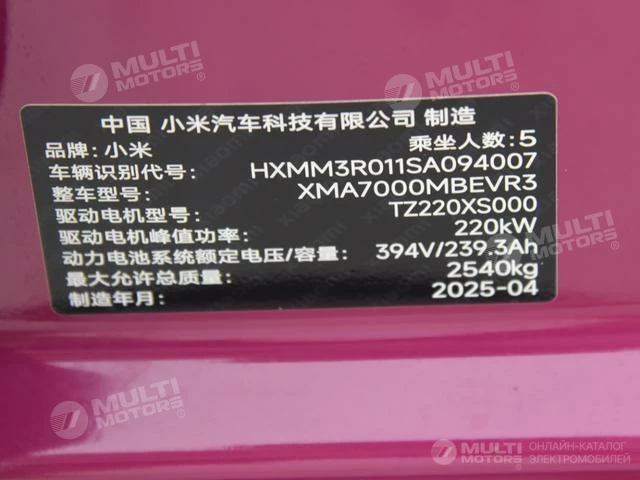 MULTI
MOTORS
MULTI
MOTORS
中国 小米汽车科技有限公司 制造
品牌: 小米 乘坐人数: 5
车辆识别代号: HXMM3R011SA094007
整车型号: XMA7000MBEVR3
驱动电机型号: TZ220XS000
驱动电机峰值功率: 220kW
动力电池系统额定电压/容量: 394V/239.3Ah
最大允许总质量: 2540kg
制造年月: 2025-04
MULTI
MOTORS
MULTI
MOTORS
MULTI
MOTORS
ОНЛАЙН-КАТАЛОГ
ЭЛЕКТРОМОБИЛЕЙ